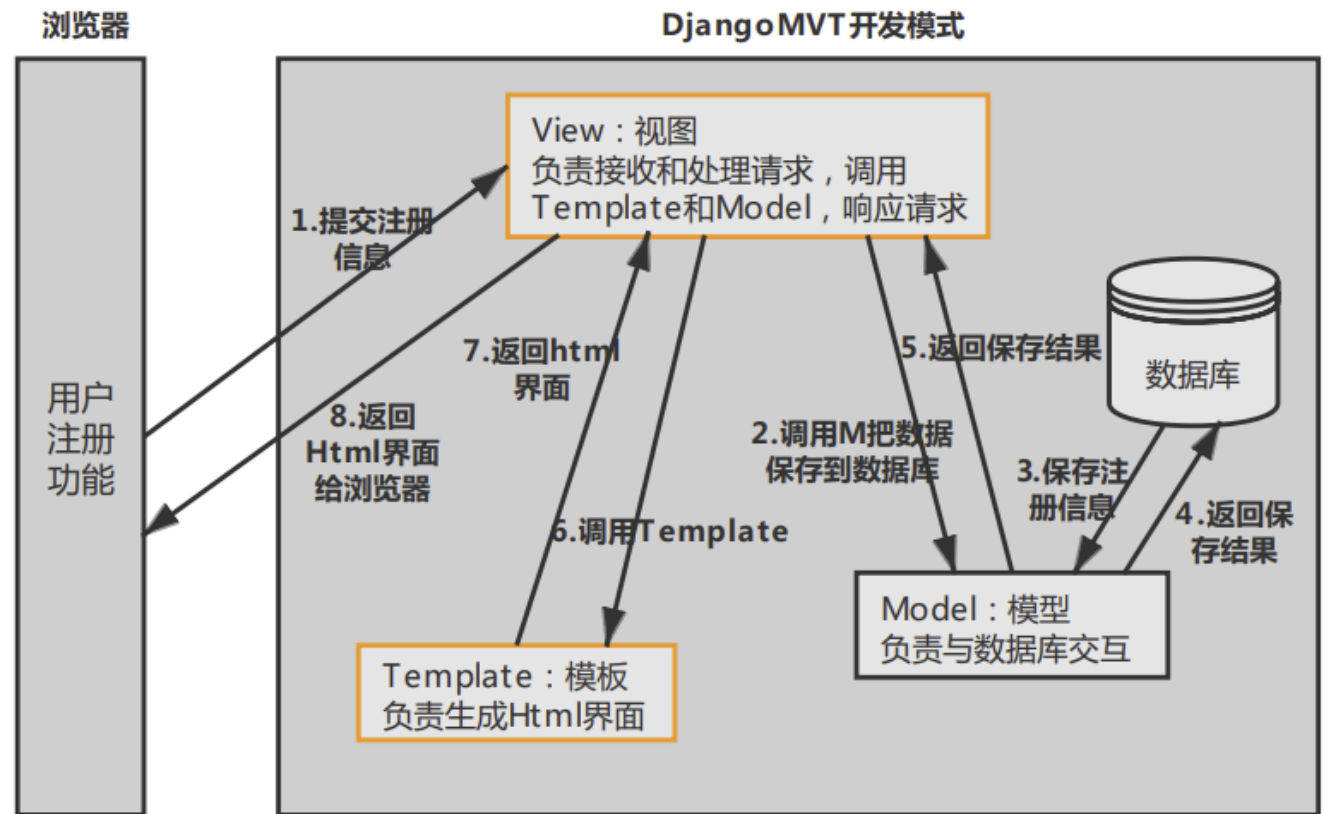 浏览器
DjangoMVT开发模式
View：视图
负责接收和处理请求，调用
Template和Model，响应请求
1.提交注册
信息
7.返回html
界面
5.返回保存结果
数据库
用户
注册
功能
8.返回
Html界面
给浏览器
2.调用M把数据
保存到数据库
3.保存注
册信息
4.返回保
存结果
6.调用Template
Model：模型
负责与数据库交互
Template：模板
负责生成Html界面